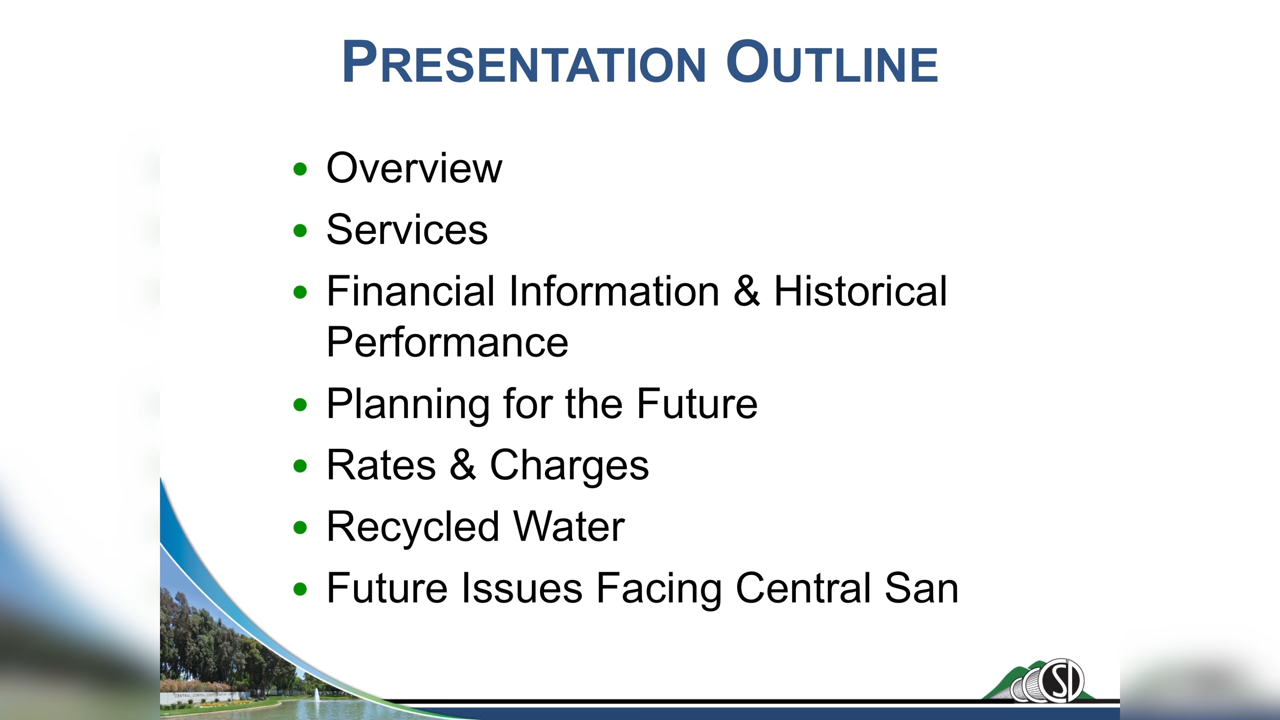 PRESENTATION OUTLINE
• Overview
• Services
• Financial Information & Historical
Performance
• Planning for the Future
• Rates & Charges
• Recycled Water
• Future Issues Facing Central San
CCCSD